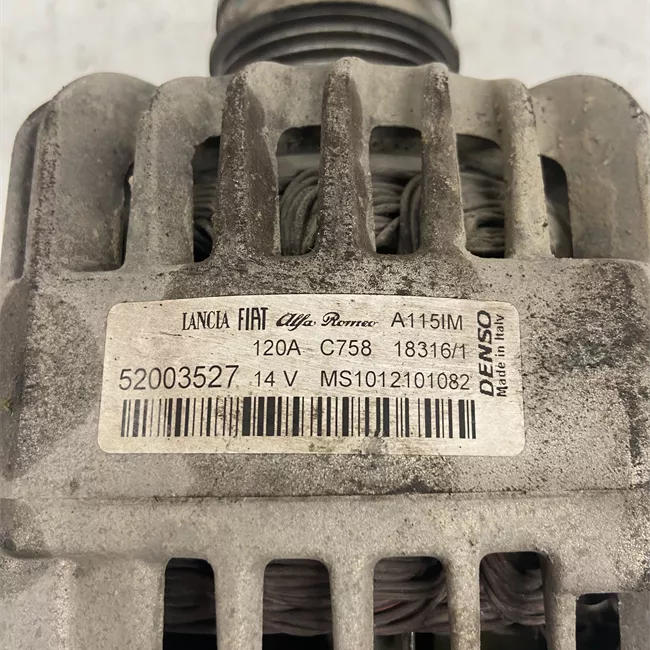 LANCIA FIAT Alfa Romeo A115IM
120A C758 18316/1
52003527 14 V MS1012101082
DENSO
Made in Italy